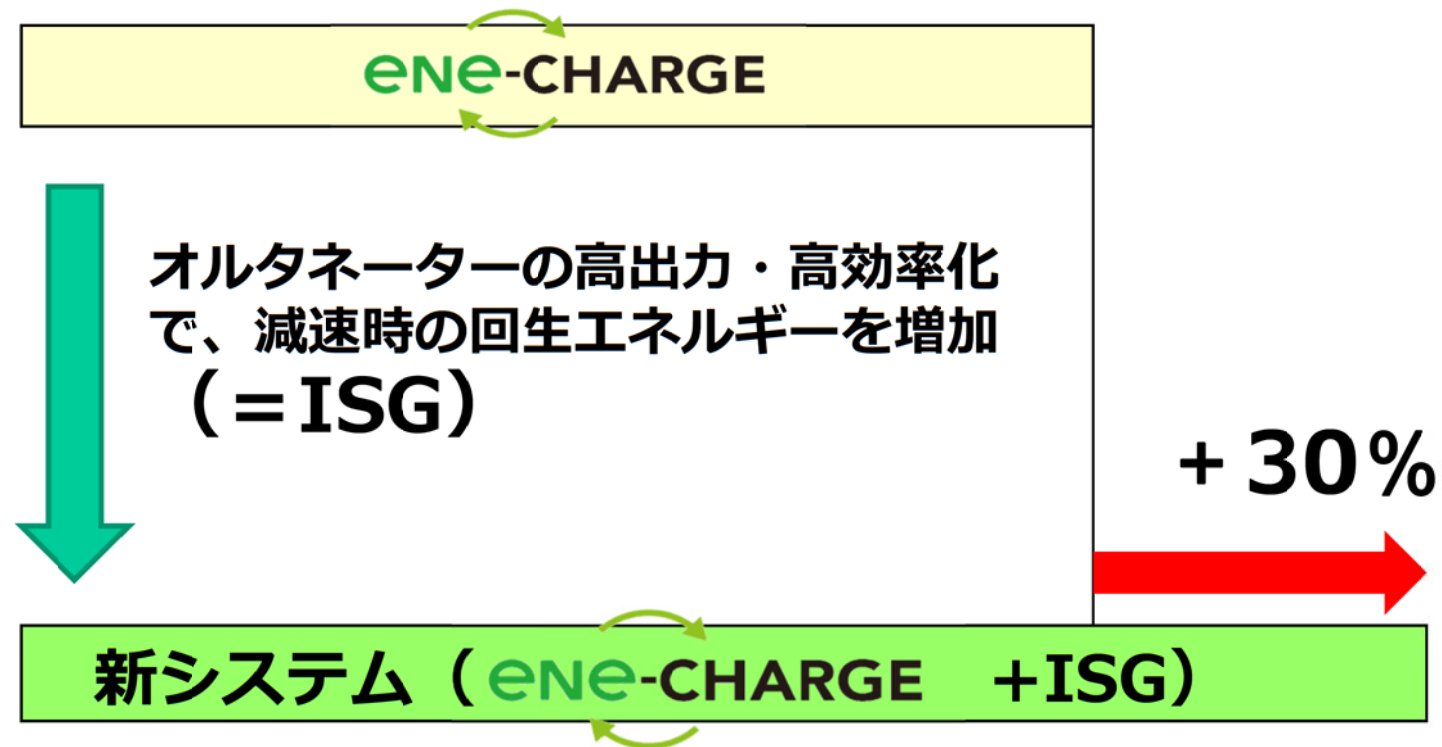 eNe-CHARGE
オルタネーターの高出力・高効率化
で、減速時の回生エネルギーを増加
（＝ISG）
＋30％
新システム（ eNe-CHARGE ＋ISG）